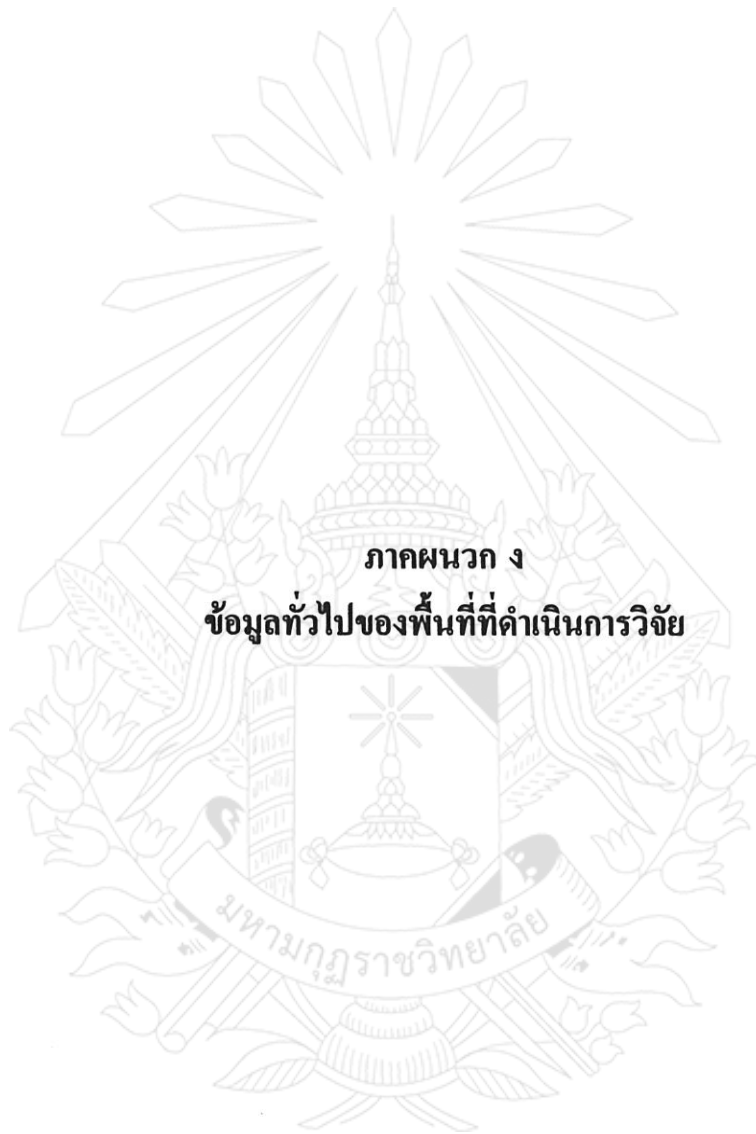 ภาคผนวก ง
ข้อมูลทั่วไปของพื้นที่ที่ดำเนินการวิจัย
มหามกุฏราชวิทยาลัย